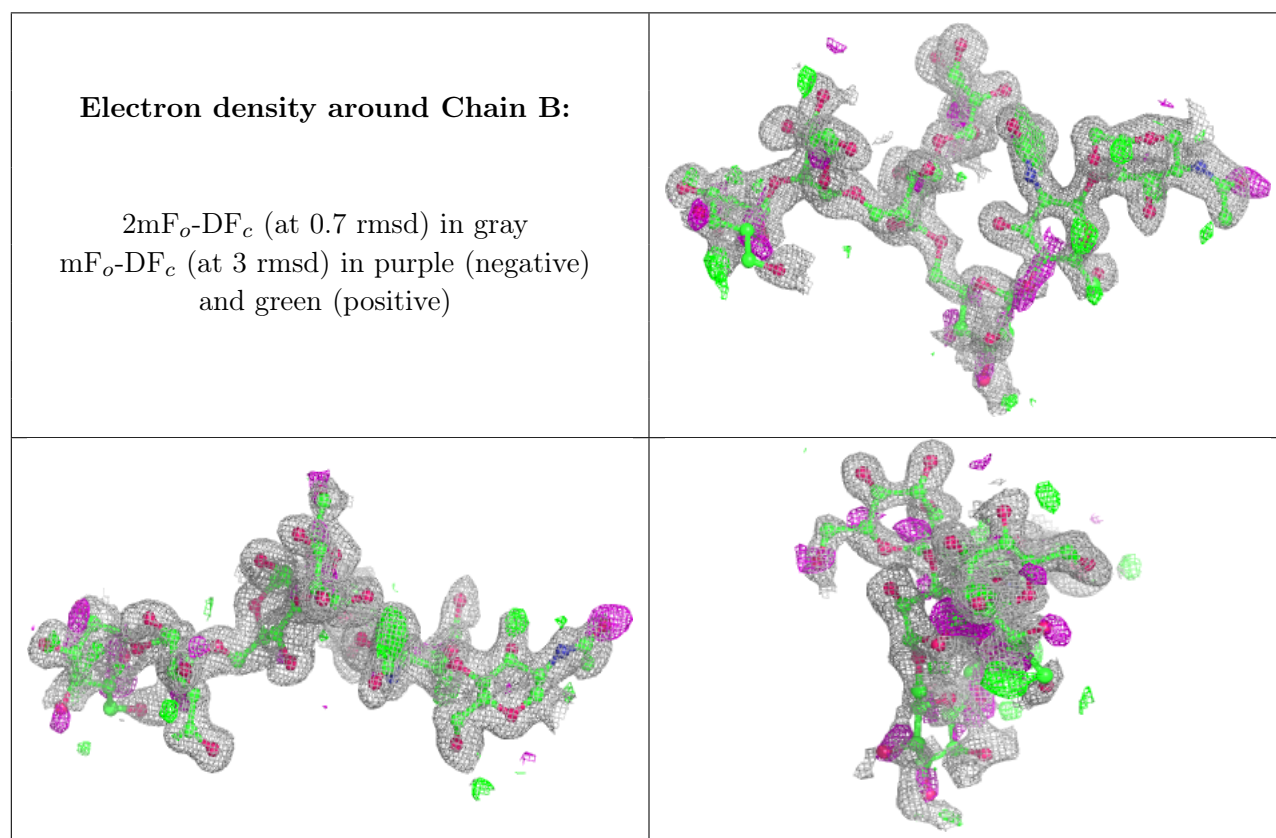 Electron density around Chain B:
2mFₒ-DF𝒸 (at 0.7 rmsd) in gray
mFₒ-DF𝒸 (at 3 rmsd) in purple (negative)
and green (positive)